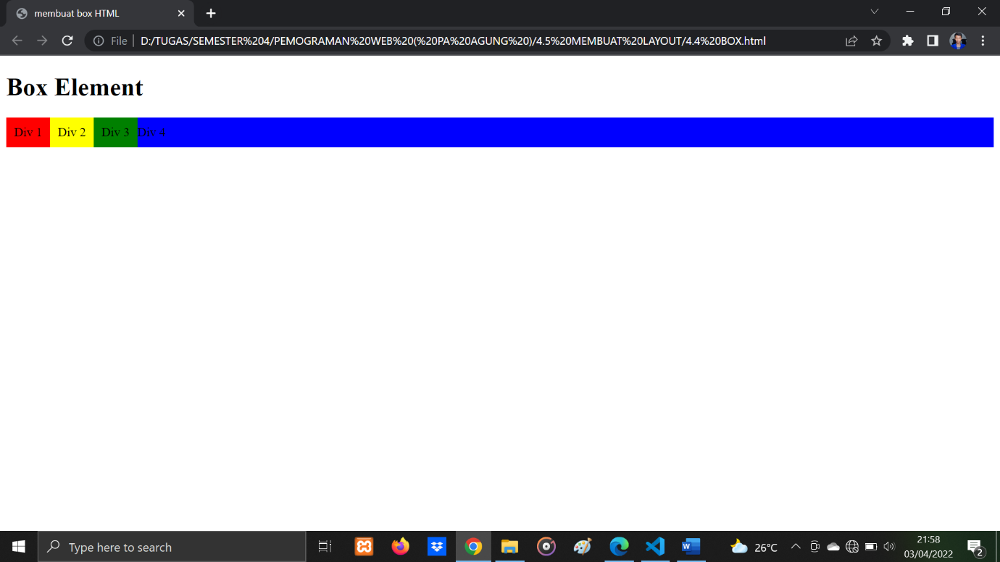 membuat box HTML
File D:/TUGAS/SEMESTER%204/PEMOGRAMAN%20WEB%20(%20PA%20AGUNG%20)/4.5%20MEMBUAT%20LAYOUT/4.4%20BOX.html
Box Element
Div 1 Div 2 Div 3 Div 4
Type here to search
26°C
21:58
03/04/2022
2